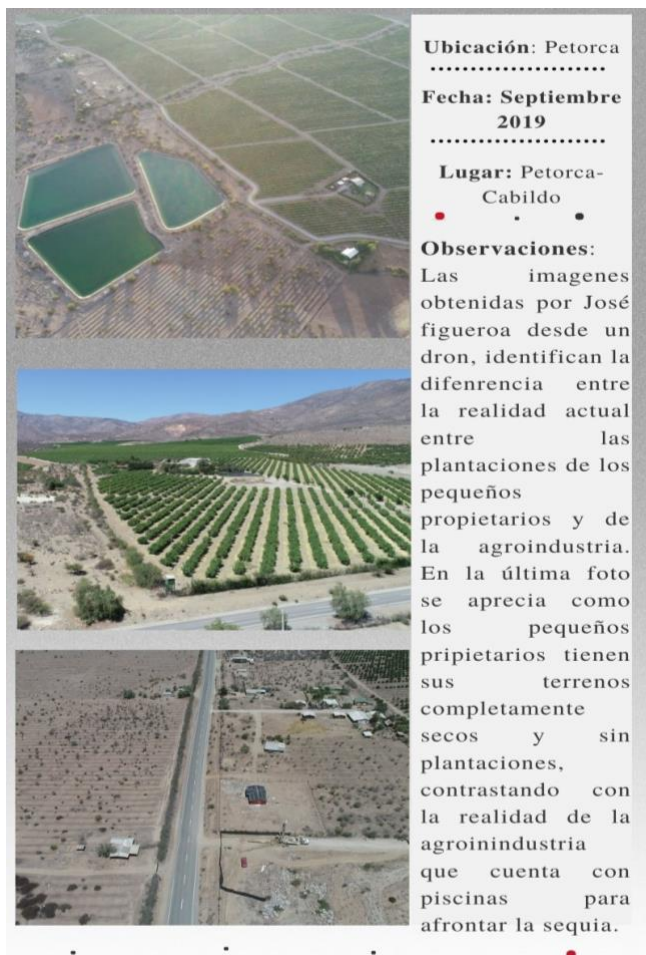 Ubicación: Petorca
Fecha: Septiembre
2019
Lugar: Petorca-
Cabildo
Observaciones:
Las imagenes
obtenidas por José
figueroa desde un
dron, identifican la
difenrencia entre
la realidad actual
entre las
plantaciones de los
pequeños
propietarios y de
la agroindustria.
En la última foto
se aprecia como
los pequeños
pripietarios tienen
sus terrenos
completamente
secos y sin
plantaciones,
contrastando con
la realidad de la
agroinindustria
que cuenta con
piscinas para
afrontar la sequia.